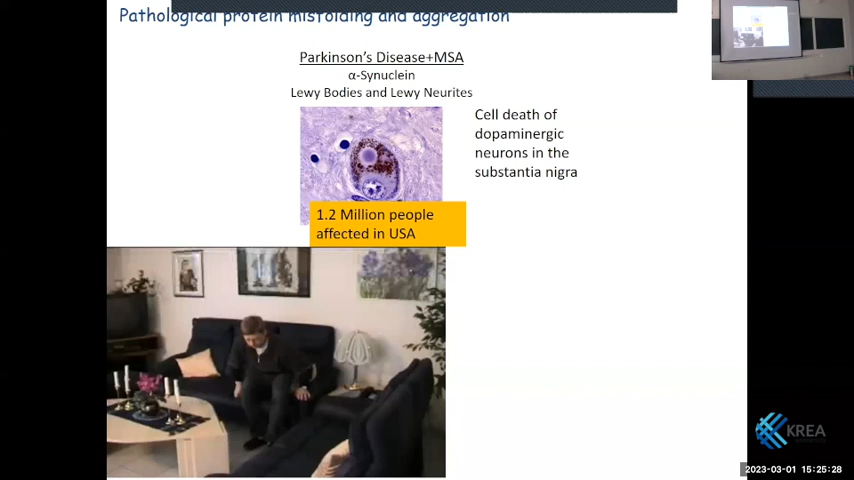 Pathological protein misfolding and aggregation
Parkinson's Disease+MSA
α-Synuclein
Lewy Bodies and Lewy Neurites
Cell death of
dopaminergic
neurons in the
substantia nigra
1.2 Million people
affected in USA
KREA
2023-03-01 15:25:28